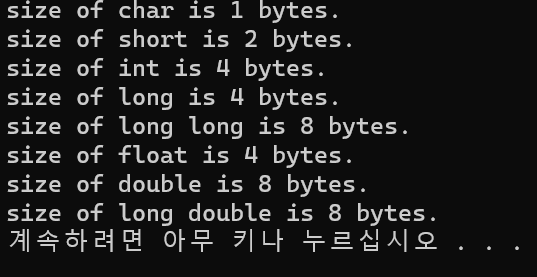 size of char is 1 bytes.
size of short is 2 bytes.
size of int is 4 bytes.
size of long is 4 bytes.
size of long long is 8 bytes.
size of float is 4 bytes.
size of double is 8 bytes.
size of long double is 8 bytes.
계속하려면 아무 키나 누르십시오 . . .